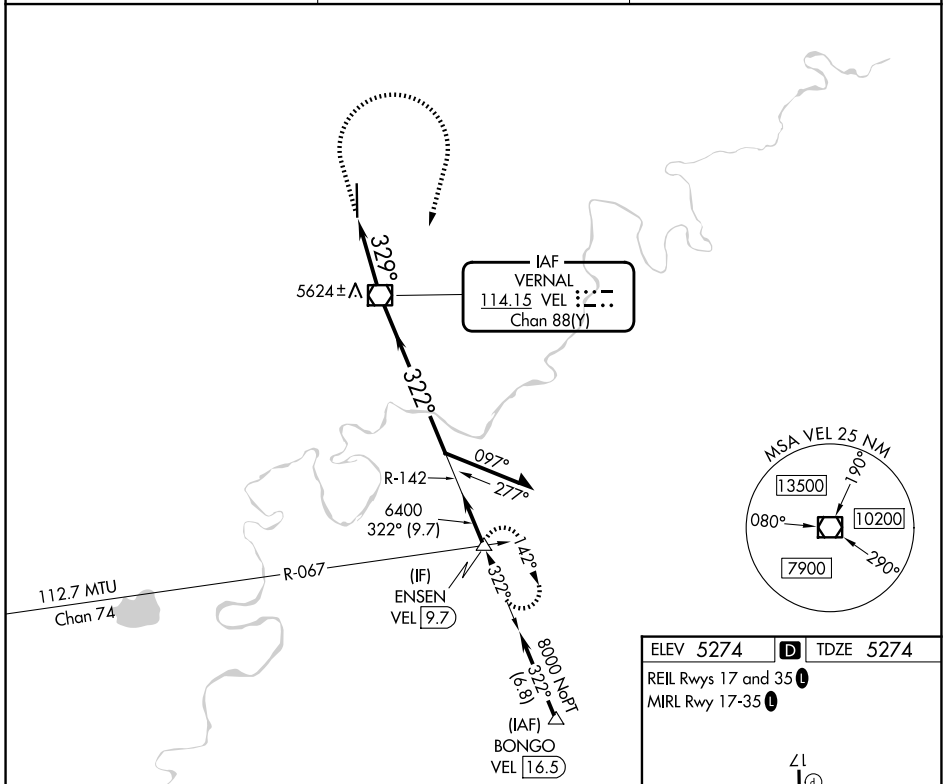 329°
IAF
VERNAL
114.15 VEL
Chan 88(Y)
5624±
322°
097°
277°
R-142
6400
322° (9.7)
142°
R-067
112.7 MTU
Chan 74
(IF)
ENSEN
VEL 9.7
322°
8000 NoPT
322°
(6.8)
(IAF)
BONGO
VEL 16.5
MSA VEL 25 NM
190°
13500
080°
10200
7900
290°
ELEV 5274 D TDZE 5274
REIL Rwys 17 and 35 L
MIRL Rwy 17-35 L
17
P